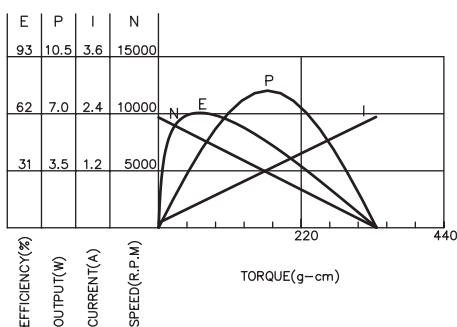 E P I N
93 10.5 3.6 15000
62 7.0 2.4 10000
31 3.5 1.2 5000
N E P I
220 440
TORQUE(g-cm)
EFFICIENCY(%)
OUTPUT(W)
CURRENT(A)
SPEED(R.P.M)